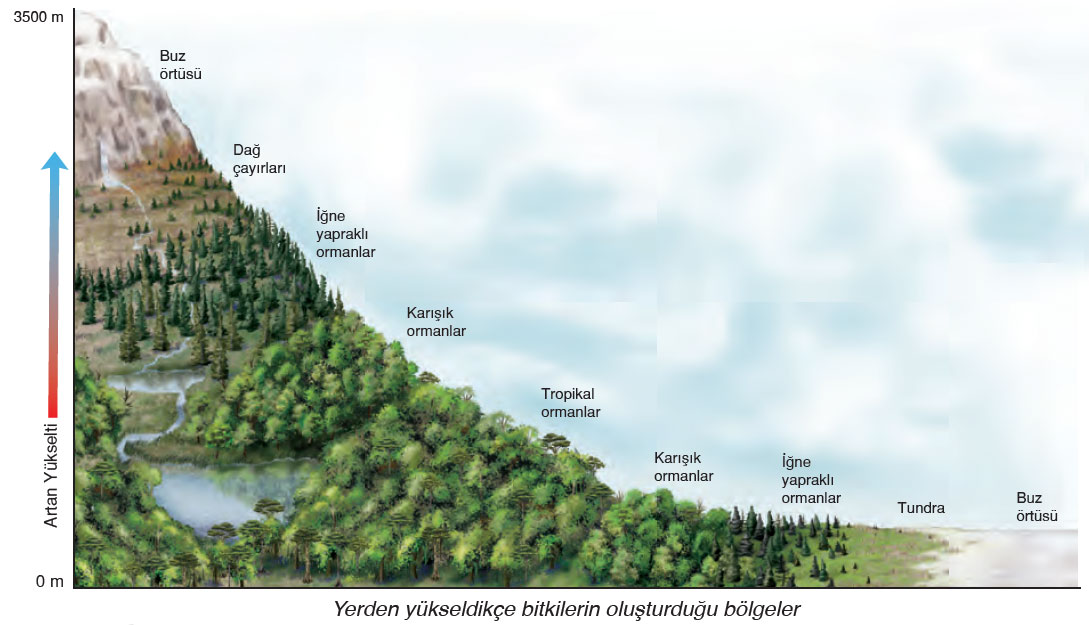 3500 m
Buz
örtüsü
Dağ
çayırları
İğne
yapraklı
ormanlar
Karışık
ormanlar
Tropikal
ormanlar
Karışık
ormanlar
İğne
yapraklı
ormanlar
Tundra
Buz
örtüsü
Artan Yükselti
0 m
Yerden yükseldikçe bitkilerin oluşturduğu bölgeler